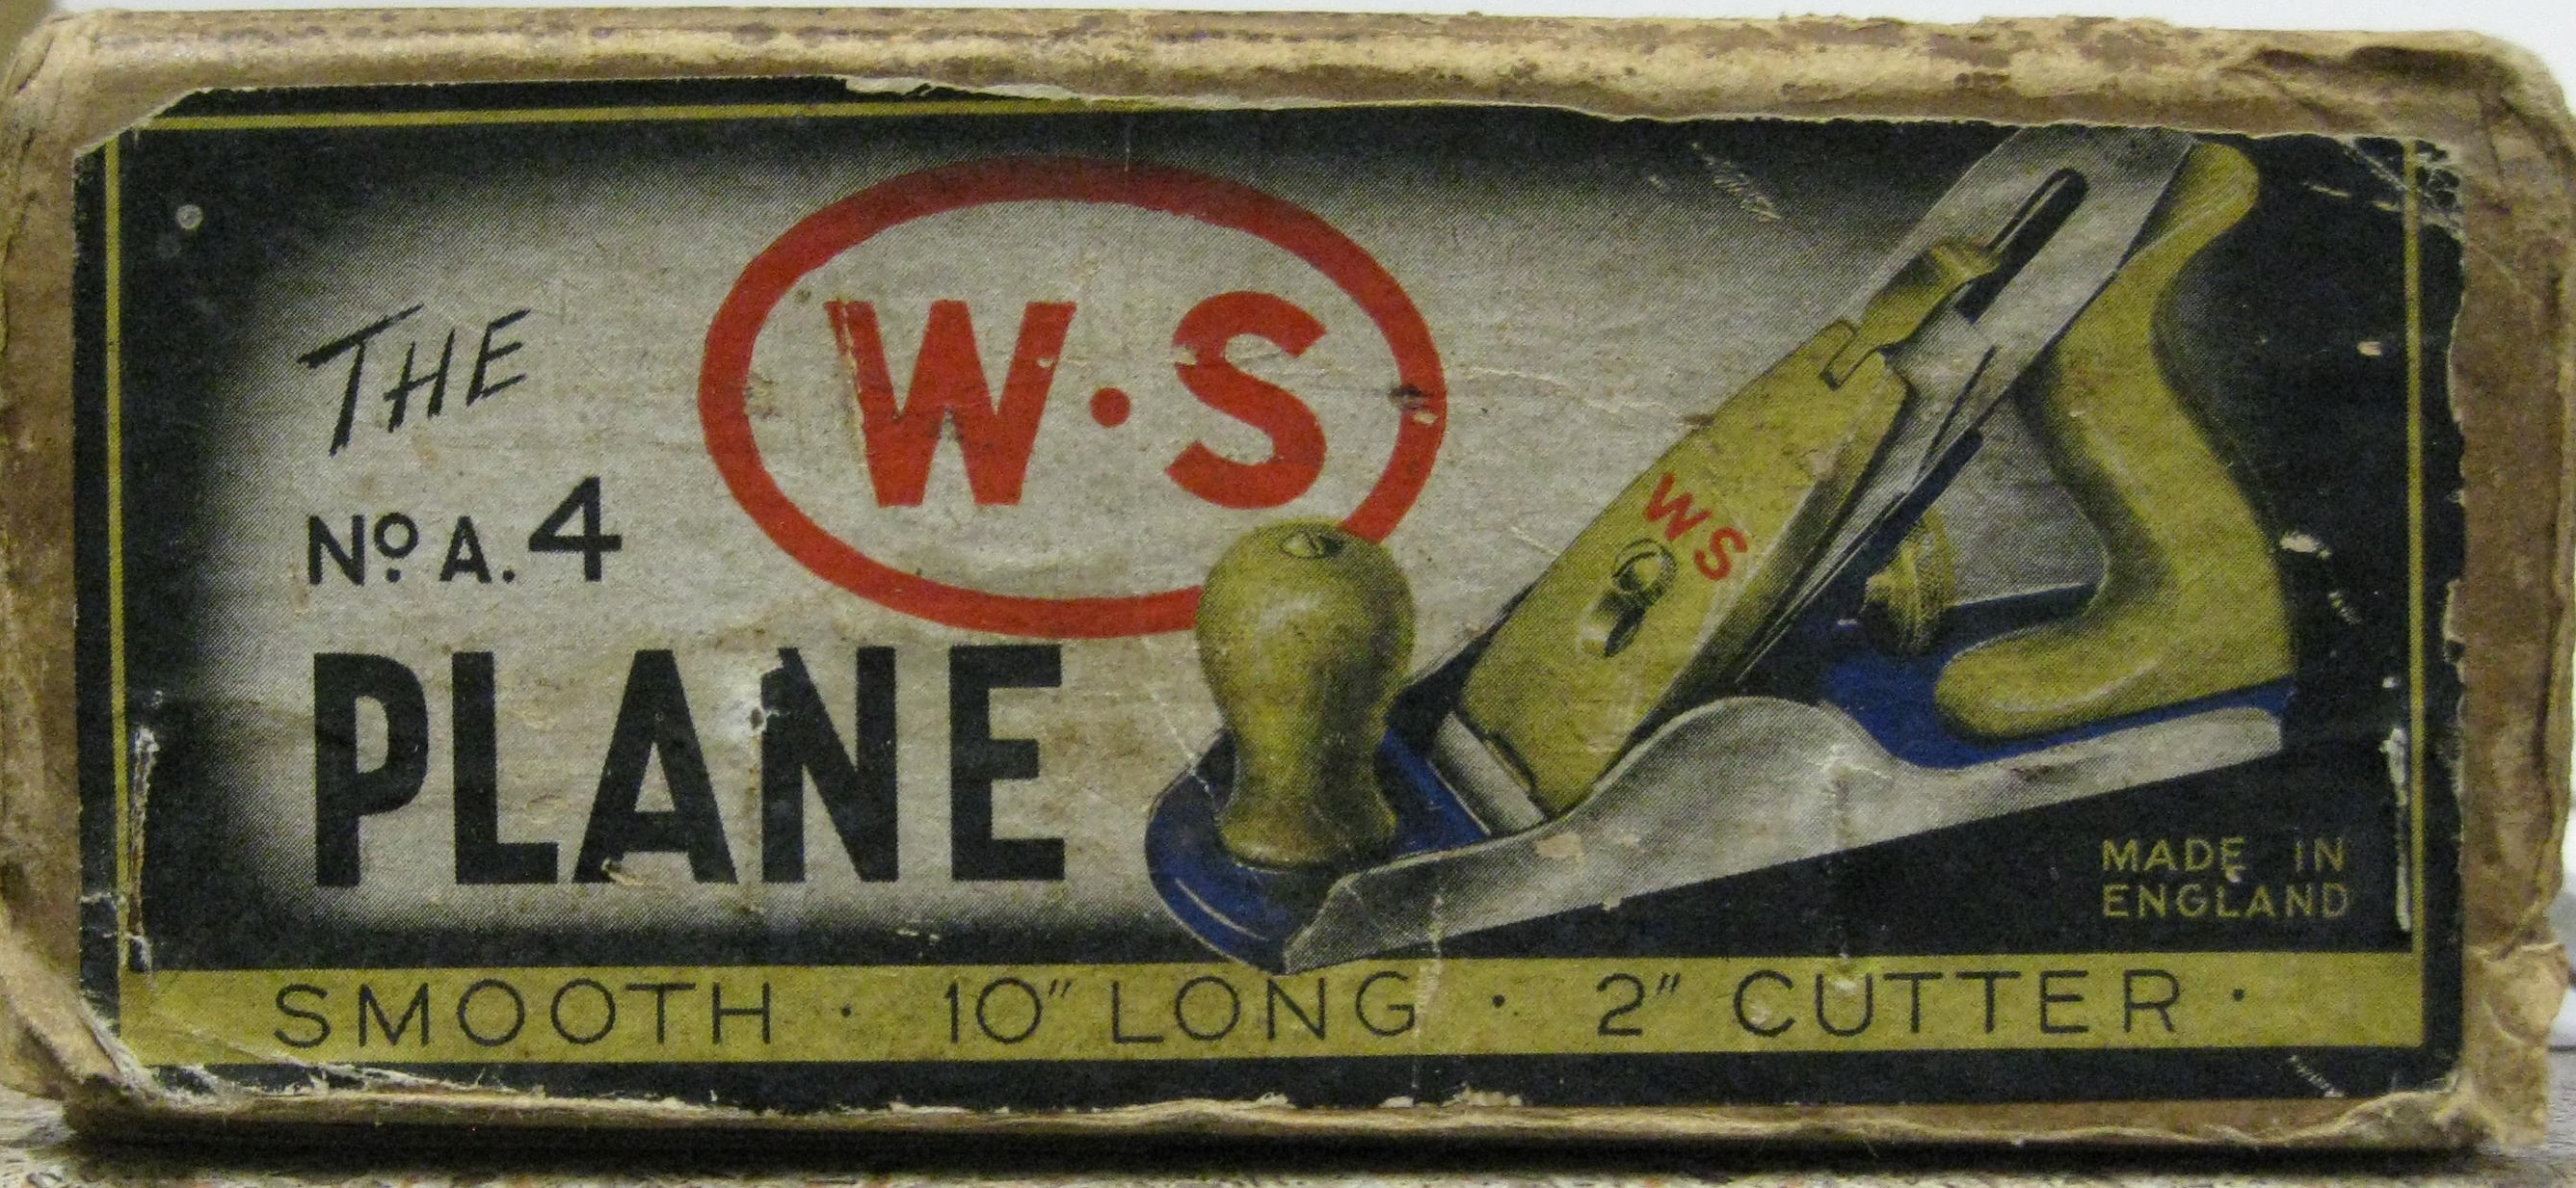 THE
W·S
Nº A. 4
WS
PLANE
MADE IN
ENGLAND
SMOOTH · 10" LONG · 2" CUTTER ·